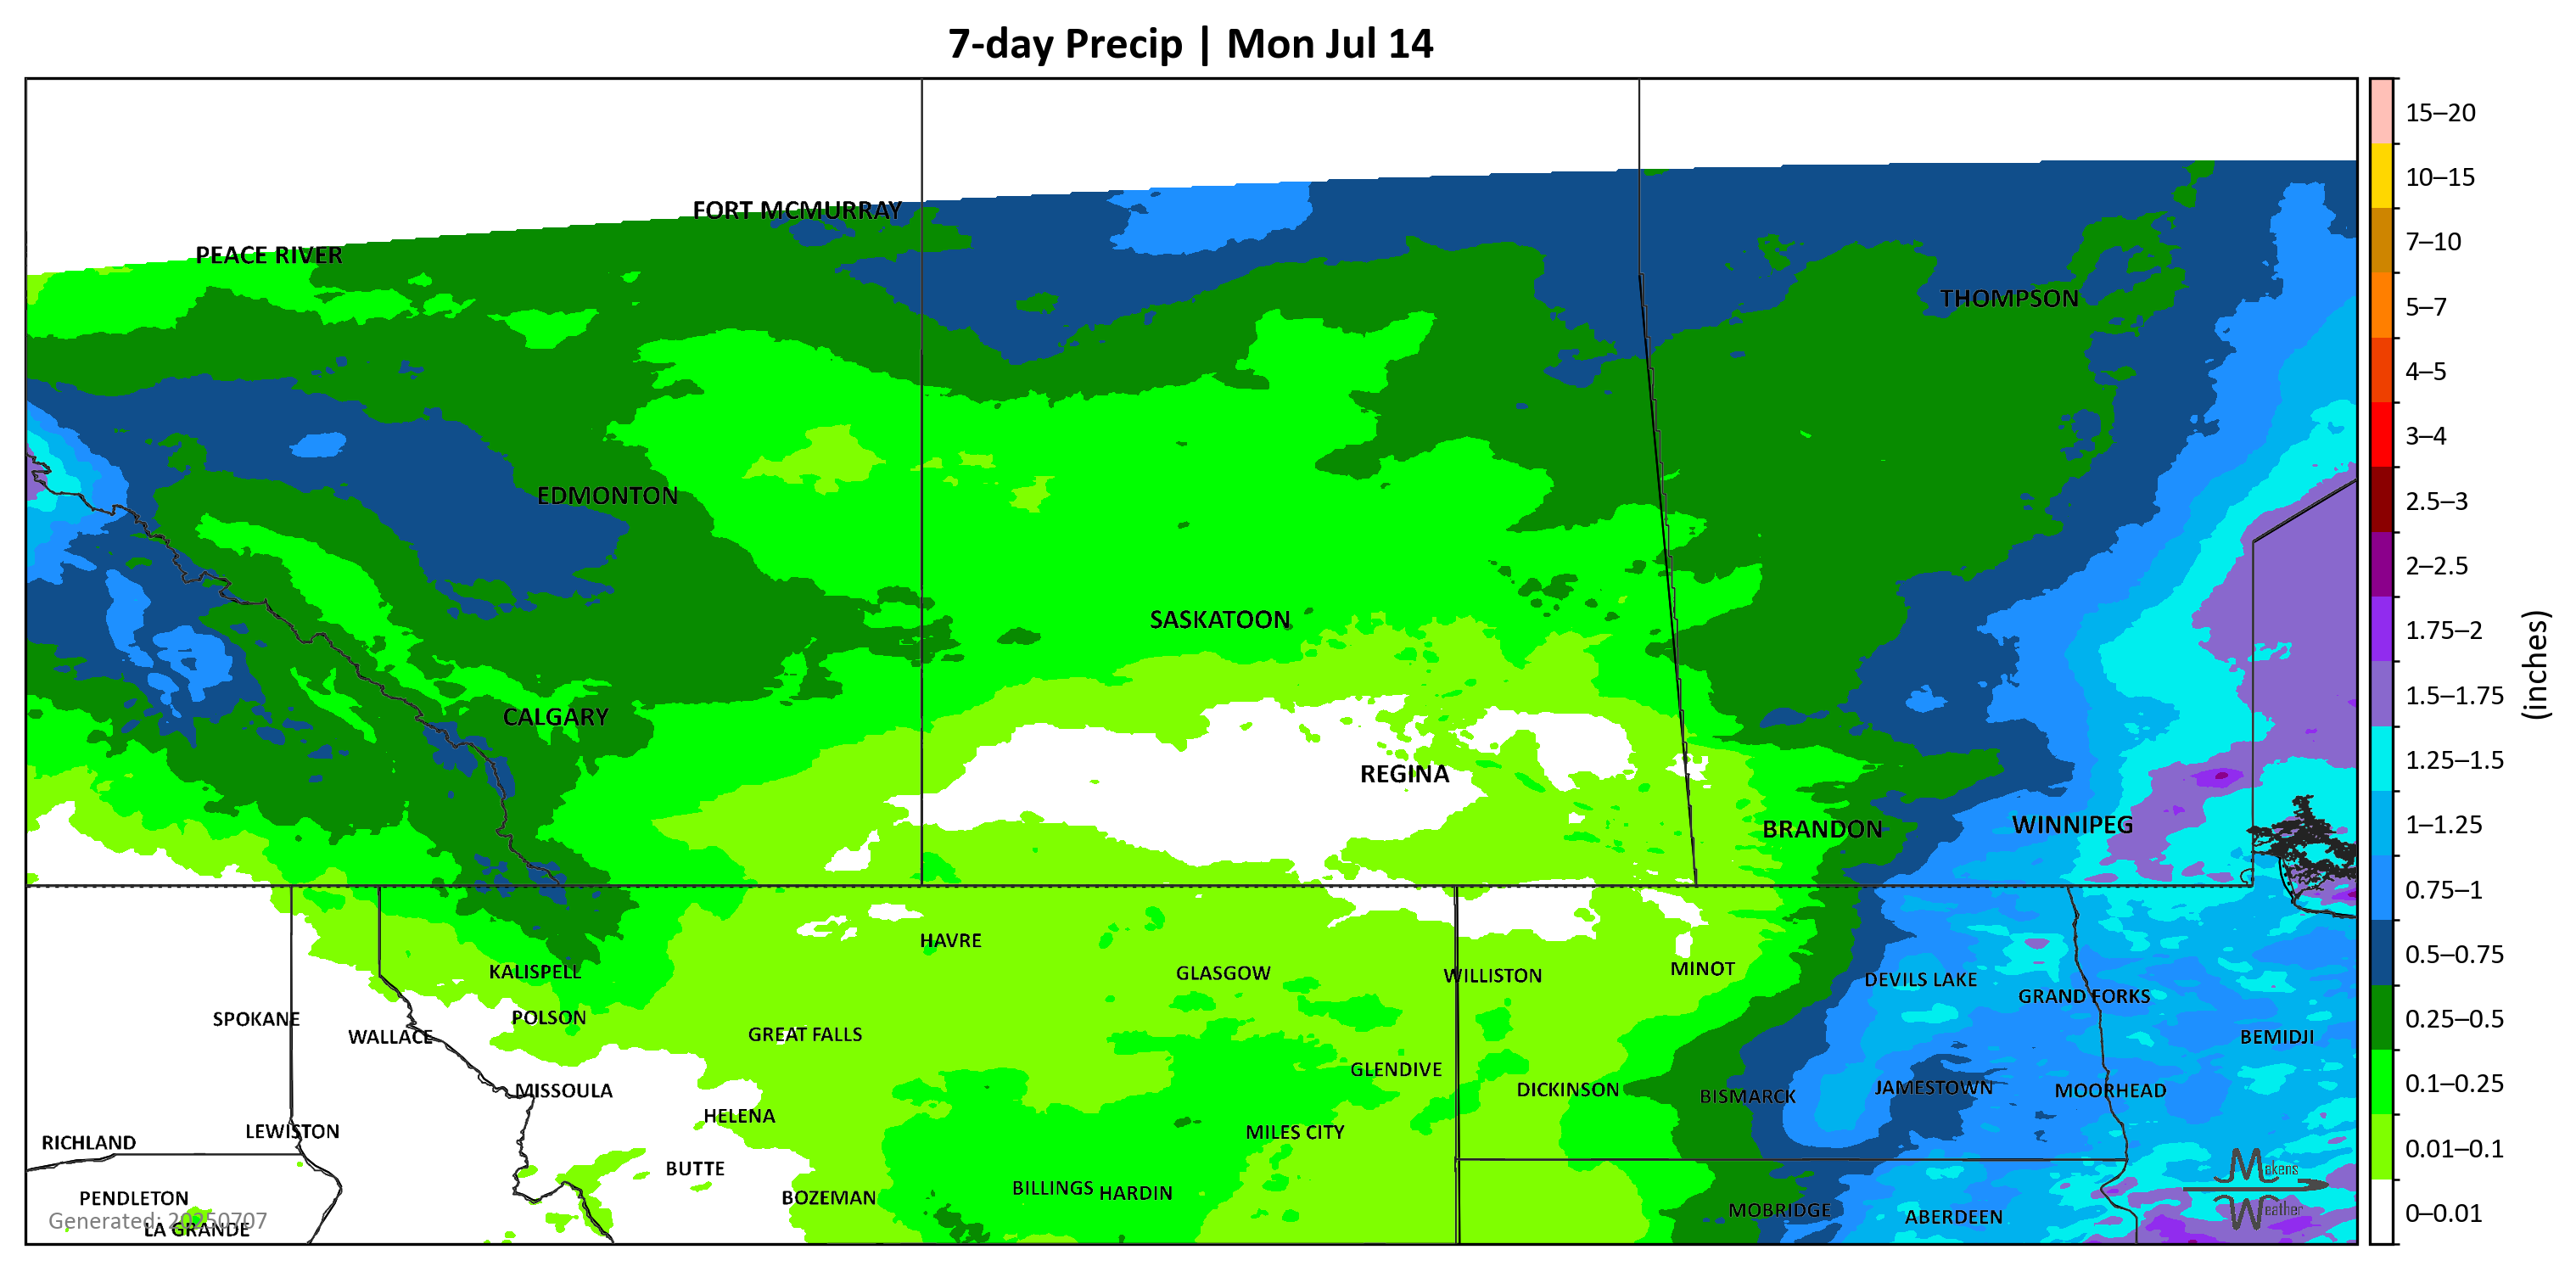 7-day Precip | Mon Jul 14
15–20
10–15
FORT MCMURRAY
7–10
PEACE RIVER
THOMPSON
5–7
4–5
3–4
EDMONTON
2.5–3
2–2.5
SASKATOON
1.75–2
(inches)
1.5–1.75
CALGARY
1.25–1.5
REGINA
BRANDON
WINNIPEG
1–1.25
0.75–1
HAVRE
0.5–0.75
KALISPELL
GLASGOW
WILLISTON
MINOT
DEVILS LAKE
GRAND FORKS
SPOKANE
POLSON
0.25–0.5
WALLACE
GREAT FALLS
BEMIDJI
GLENDIVE
0.1–0.25
MISSOULA
DICKINSON
BISMARCK
JAMESTOWN
MOORHEAD
HELENA
LEWISTON
MILES CITY
RICHLAND
0.01–0.1
BUTTE
Makens
Weather
PENDLETON
BOZEMAN
BILLINGS
HARDIN
MOBRIDGE
ABERDEEN
0–0.01
Generated: 20250707
LA GRANDE